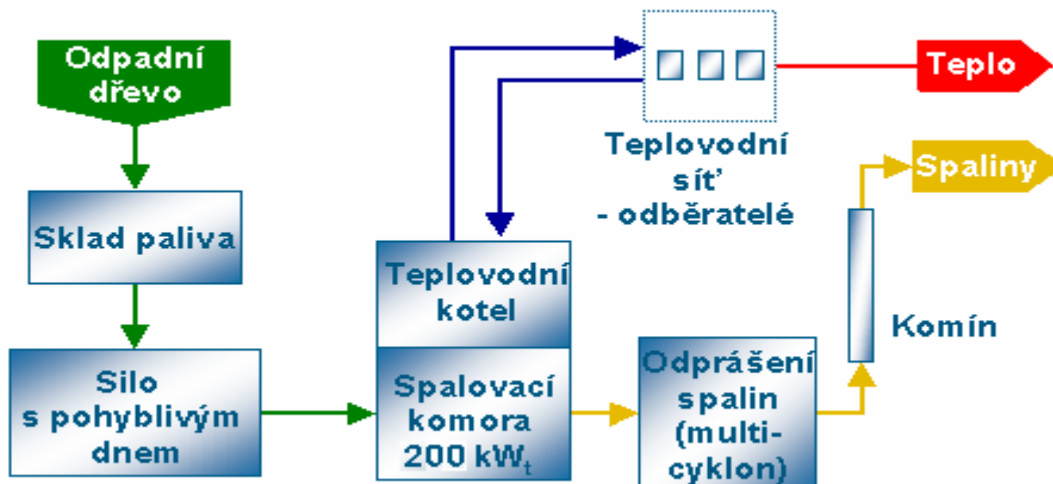 Odpadní
dřevo
Teplo
Teplovodní
síť
- odběratelé
Spaliny
Sklad paliva
Teplovodní
kotel
Komín
Silo
s pohyblivým
dnem
Spalovací
komora
200 kWt
Odprášení
spalin
(multi-
cyklon)